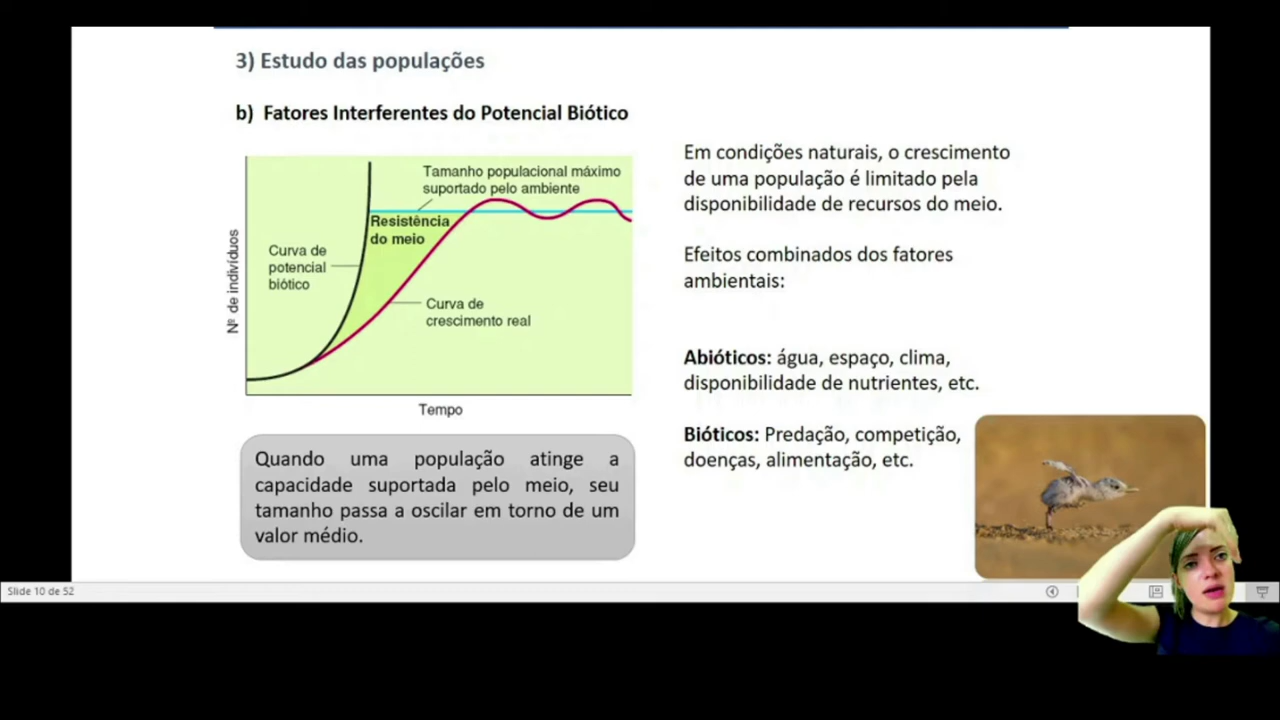 3) Estudo das populações
b) Fatores Interferentes do Potencial Biótico
Tamanho populacional máximo
suportado pelo ambiente
Resistência
do meio
Curva de
potencial
biótico
Curva de
crescimento real
Nº de indivíduos
Tempo
Quando uma população atinge a
capacidade suportada pelo meio, seu
tamanho passa a oscilar em torno de um
valor médio.
Em condições naturais, o crescimento
de uma população é limitado pela
disponibilidade de recursos do meio.
Efeitos combinados dos fatores
ambientais:
Abióticos: água, espaço, clima,
disponibilidade de nutrientes, etc.
Bióticos: Predação, competição,
doenças, alimentação, etc.
Slide 10 de 52